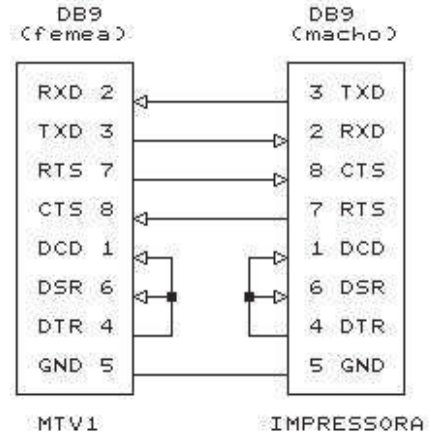 DB9 DB9
(femea) (macho)
RXD 2 3 TXD
TXD 3 2 RXD
RTS 7 8 CTS
CTS 8 7 RTS
DCD 1 1 DCD
DSR 6 6 DSR
DTR 4 4 DTR
GND 5 5 GND
MTV1 IMPRESSORA